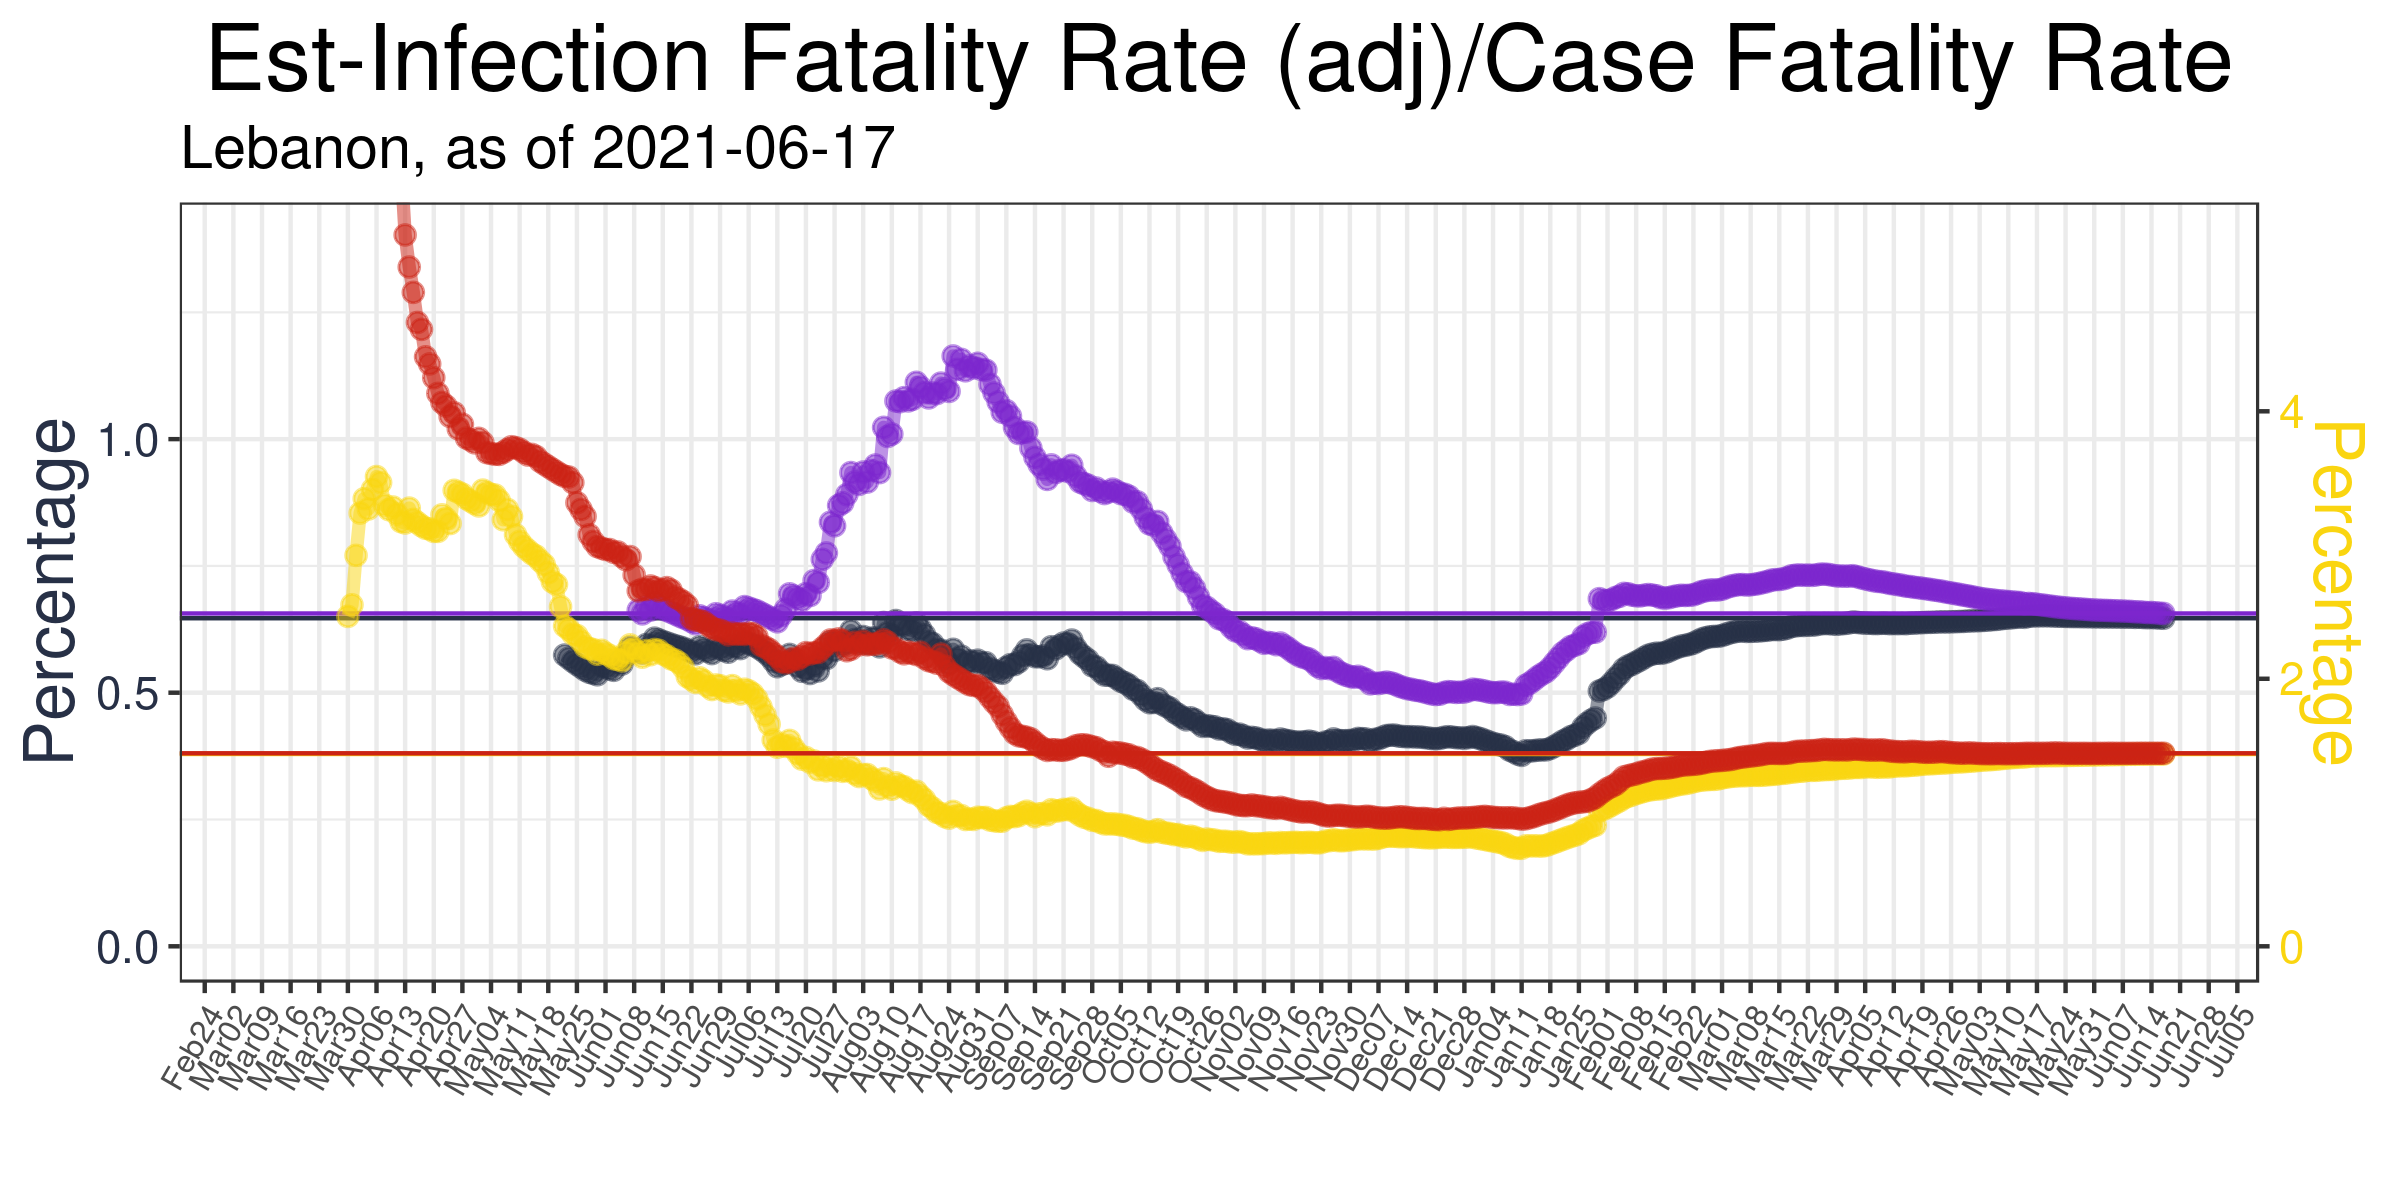 Est-Infection Fatality Rate (adj)/Case Fatality Rate
Lebanon, as of 2021-06-17
Percentage
1.0
0.5
0.0
4
2
0
Percentage
Feb24
Mar02
Mar09
Mar16
Mar23
Mar30
Apr06
Apr13
Apr20
Apr27
May04
May11
May18
May25
Jun01
Jun08
Jun15
Jun22
Jun29
Jul06
Jul13
Jul20
Jul27
Aug03
Aug10
Aug17
Aug24
Aug31
Sep07
Sep14
Sep21
Sep28
Oct05
Oct12
Oct19
Oct26
Nov02
Nov09
Nov16
Nov23
Nov30
Dec07
Dec14
Dec21
Dec28
Jan04
Jan11
Jan18
Jan25
Feb01
Feb08
Feb15
Feb22
Mar01
Mar08
Mar15
Mar22
Mar29
Apr05
Apr12
Apr19
Apr26
May03
May10
May17
May24
May31
Jun07
Jun14
Jun21
Jun28
Jul05